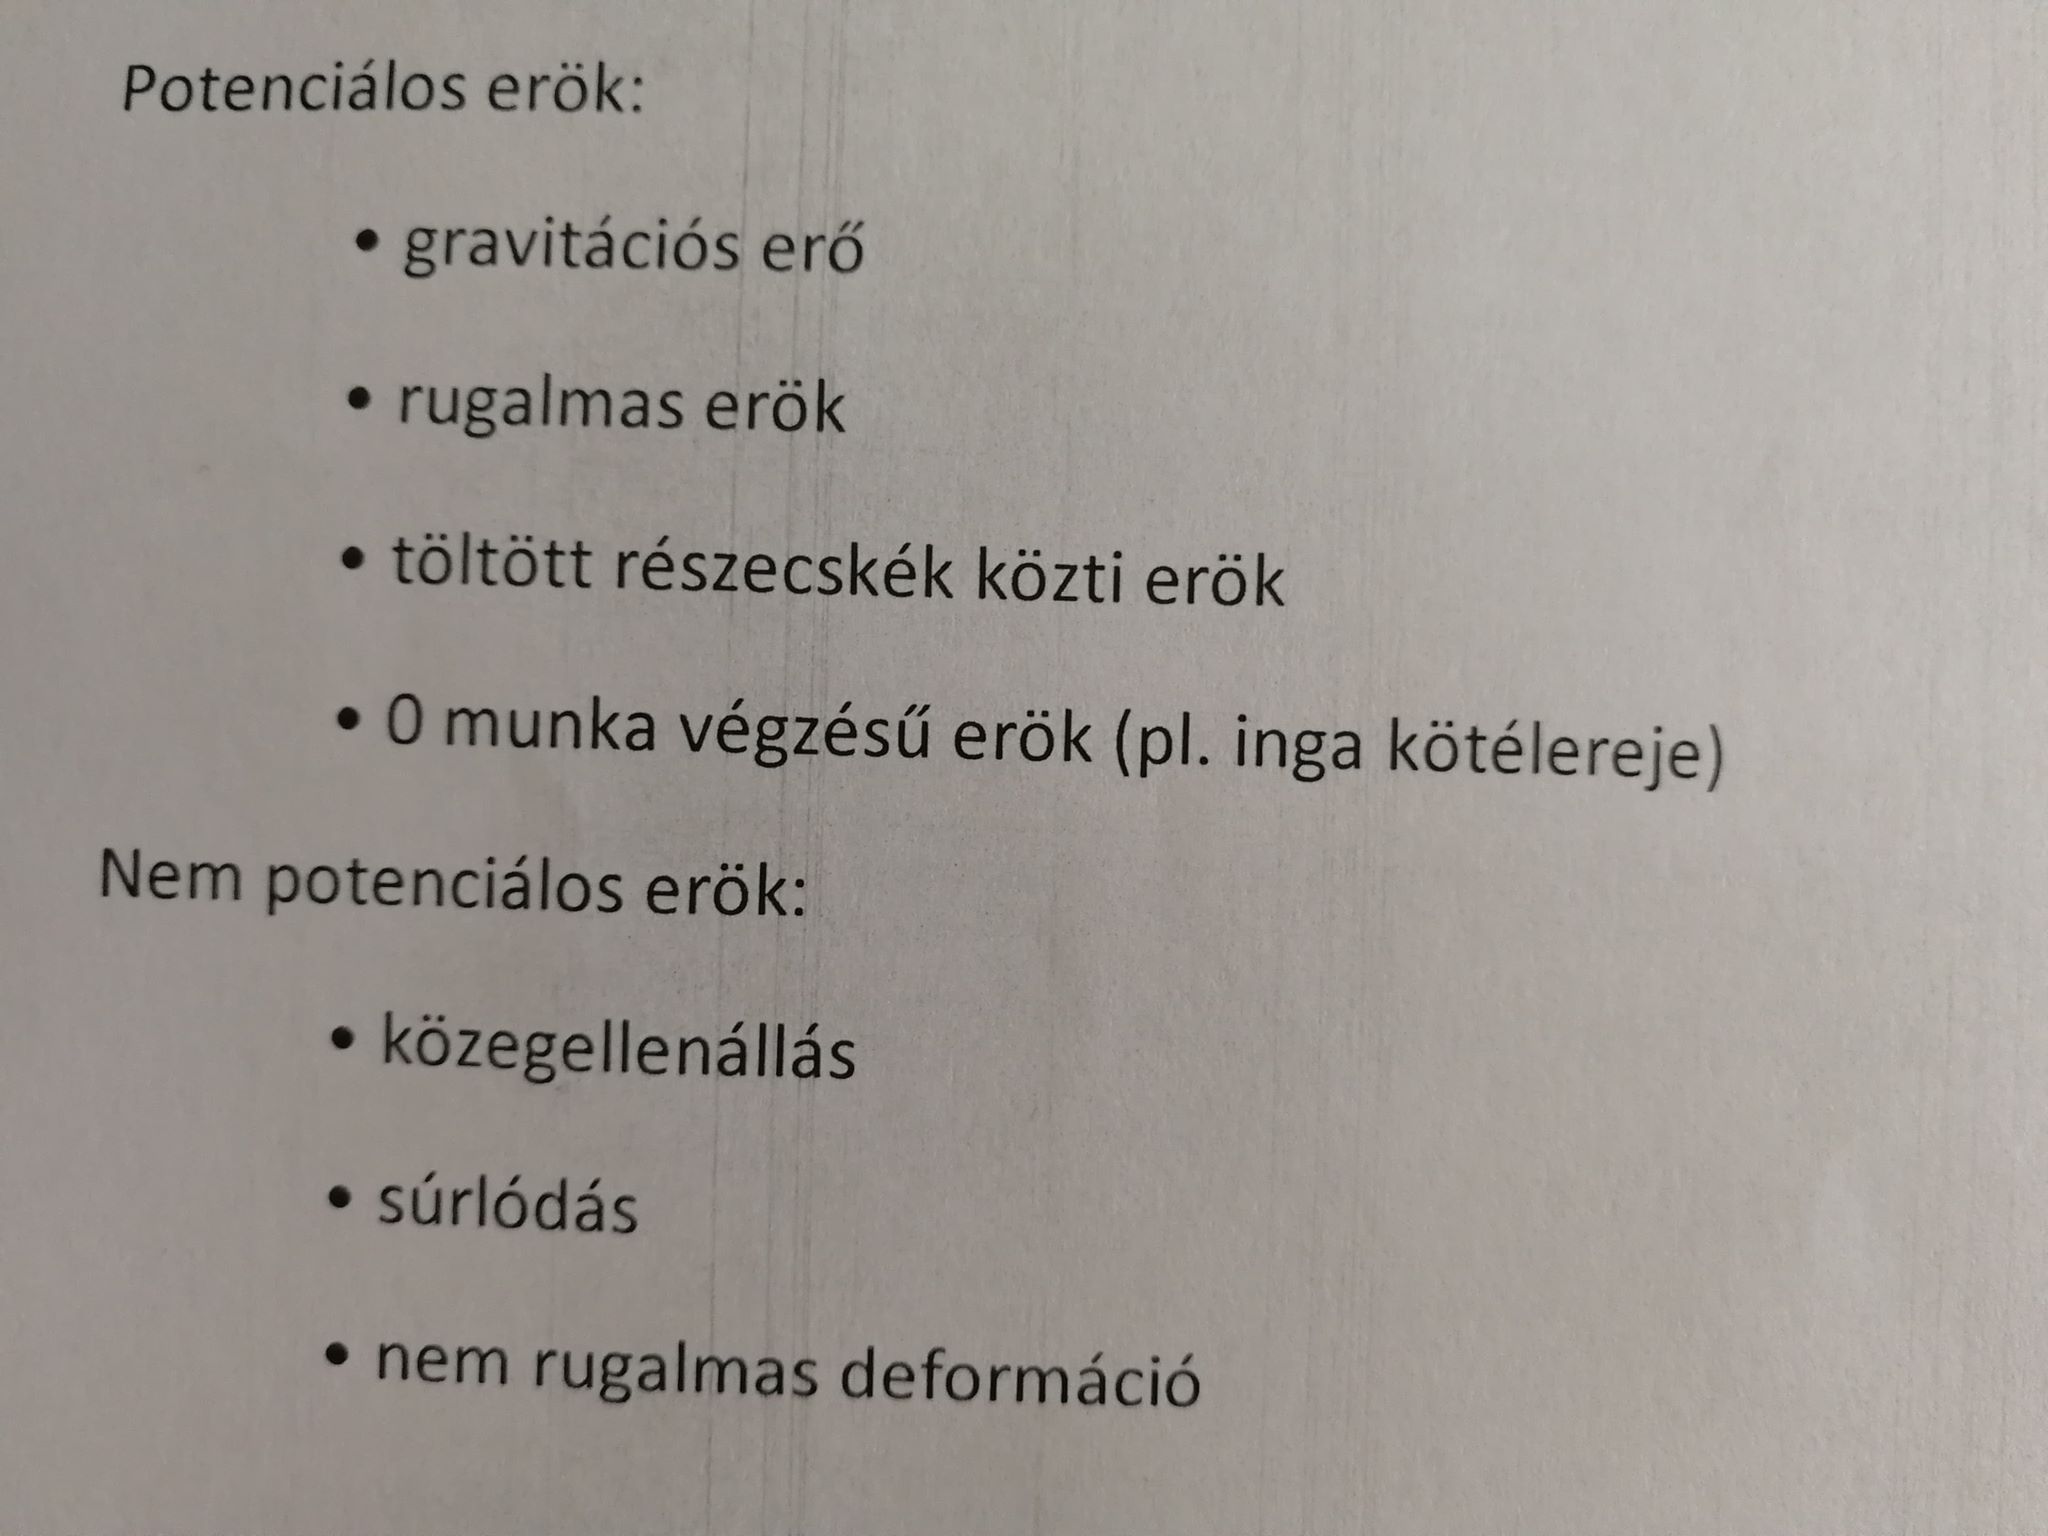 Potenciálos erök:
• gravitációs erő
• rugalmas erök
• töltött részecskék közti erök
• 0 munka végzésű erök (pl. inga kötélereje)
Nem potenciálos erök:
• közegellenállás
• súrlódás
• nem rugalmas deformáció